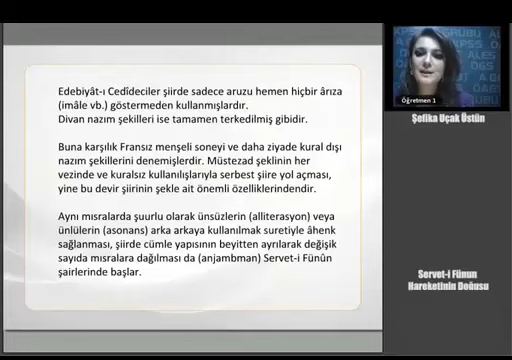 Edebiyât-ı Cedîdeciler şiirde sadece aruzu hemen hiçbir ârıza
(imâle vb.) göstermeden kullanmışlardır.
Divan nazım şekilleri ise tamamen terkedilmiş gibidir.
Buna karşılık Fransız menşeli soneyi ve daha ziyade kural dışı
nazım şekillerini denemişlerdir. Müstezad şeklinin her
vezinde ve kuralsız kullanılışlarıyla serbest şiire yol açması,
yine bu devir şiirinin şekle ait önemli özelliklerindendir.
Aynı mısralarda şuurlu olarak ünsüzlerin (alliterasyon) veya
ünlülerin (asonans) arka arkaya kullanılmak suretiyle âhenk
sağlanması, şiirde cümle yapısının beyitten ayrılarak değişik
sayıda mısralara dağılması da (anjambman) Servet-i Fünûn
şairlerinde başlar.
Öğretmen 1
Şefika Uçak Üstün
Servet-i Fünun
Hareketinin Doğusu